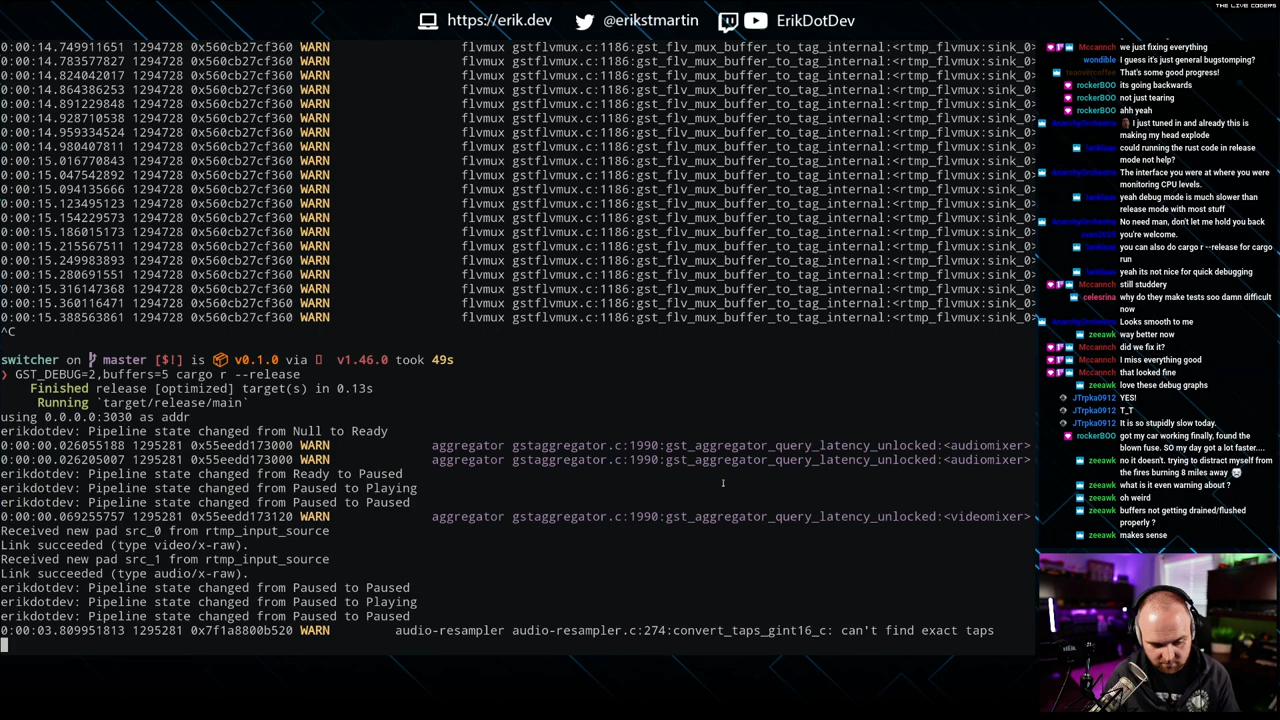 https://erik.dev
@erikstmartin
ErikDotDev
THE LIVE CODERS
0:00:14.749911651 1294728 0x560cb27cf360 WARN flvmux gstflvmux.c:1186:gst_flv_mux_buffer_to_tag_internal:<rtmp_flvmux:sink_0>
0:00:14.783577827 1294728 0x560cb27cf360 WARN flvmux gstflvmux.c:1186:gst_flv_mux_buffer_to_tag_internal:<rtmp_flvmux:sink_0>
0:00:14.824042017 1294728 0x560cb27cf360 WARN flvmux gstflvmux.c:1186:gst_flv_mux_buffer_to_tag_internal:<rtmp_flvmux:sink_0>
0:00:14.864386253 1294728 0x560cb27cf360 WARN flvmux gstflvmux.c:1186:gst_flv_mux_buffer_to_tag_internal:<rtmp_flvmux:sink_0>
0:00:14.891229848 1294728 0x560cb27cf360 WARN flvmux gstflvmux.c:1186:gst_flv_mux_buffer_to_tag_internal:<rtmp_flvmux:sink_0>
0:00:14.928710538 1294728 0x560cb27cf360 WARN flvmux gstflvmux.c:1186:gst_flv_mux_buffer_to_tag_internal:<rtmp_flvmux:sink_0>
0:00:14.959334524 1294728 0x560cb27cf360 WARN flvmux gstflvmux.c:1186:gst_flv_mux_buffer_to_tag_internal:<rtmp_flvmux:sink_0>
0:00:14.980407811 1294728 0x560cb27cf360 WARN flvmux gstflvmux.c:1186:gst_flv_mux_buffer_to_tag_internal:<rtmp_flvmux:sink_0>
0:00:15.016770843 1294728 0x560cb27cf360 WARN flvmux gstflvmux.c:1186:gst_flv_mux_buffer_to_tag_internal:<rtmp_flvmux:sink_0>
0:00:15.047542892 1294728 0x560cb27cf360 WARN flvmux gstflvmux.c:1186:gst_flv_mux_buffer_to_tag_internal:<rtmp_flvmux:sink_0>
0:00:15.094135666 1294728 0x560cb27cf360 WARN flvmux gstflvmux.c:1186:gst_flv_mux_buffer_to_tag_internal:<rtmp_flvmux:sink_0>
0:00:15.123495123 1294728 0x560cb27cf360 WARN flvmux gstflvmux.c:1186:gst_flv_mux_buffer_to_tag_internal:<rtmp_flvmux:sink_0>
0:00:15.154229573 1294728 0x560cb27cf360 WARN flvmux gstflvmux.c:1186:gst_flv_mux_buffer_to_tag_internal:<rtmp_flvmux:sink_0>
0:00:15.186015173 1294728 0x560cb27cf360 WARN flvmux gstflvmux.c:1186:gst_flv_mux_buffer_to_tag_internal:<rtmp_flvmux:sink_0>
0:00:15.215567511 1294728 0x560cb27cf360 WARN flvmux gstflvmux.c:1186:gst_flv_mux_buffer_to_tag_internal:<rtmp_flvmux:sink_0>
0:00:15.249983893 1294728 0x560cb27cf360 WARN flvmux gstflvmux.c:1186:gst_flv_mux_buffer_to_tag_internal:<rtmp_flvmux:sink_0>
0:00:15.280691551 1294728 0x560cb27cf360 WARN flvmux gstflvmux.c:1186:gst_flv_mux_buffer_to_tag_internal:<rtmp_flvmux:sink_0>
0:00:15.316147368 1294728 0x560cb27cf360 WARN flvmux gstflvmux.c:1186:gst_flv_mux_buffer_to_tag_internal:<rtmp_flvmux:sink_0>
0:00:15.360116471 1294728 0x560cb27cf360 WARN flvmux gstflvmux.c:1186:gst_flv_mux_buffer_to_tag_internal:<rtmp_flvmux:sink_0>
0:00:15.388563861 1294728 0x560cb27cf360 WARN flvmux gstflvmux.c:1186:gst_flv_mux_buffer_to_tag_internal:<rtmp_flvmux:sink_0>
^C
switcher on master [$!] is v0.1.0 via v1.46.0 took 49s
❯ GST_DEBUG=2,buffers=5 cargo r --release
Finished release [optimized] target(s) in 0.13s
Running `target/release/main`
using 0.0.0.0:3030 as addr
erikdotdev: Pipeline state changed from Null to Ready
0:00:00.026055188 1295281 0x55eedd173000 WARN aggregator gstaggregator.c:1990:gst_aggregator_query_latency_unlocked:<audiomixer>
0:00:00.026205006 1295281 0x55eedd173000 WARN aggregator gstaggregator.c:1990:gst_aggregator_query_latency_unlocked:<audiomixer>
erikdotdev: Pipeline state changed from Ready to Paused
erikdotdev: Pipeline state changed from Paused to Playing
erikdotdev: Pipeline state changed from Paused to Paused
0:00:00.069255757 1295281 0x55eedd173120 WARN aggregator gstaggregator.c:1990:gst_aggregator_query_latency_unlocked:<videomixer>
Received new pad src_0 from rtmp_input_source
Link succeeded (type video/x-raw).
Received new pad src_1 from rtmp_input_source
Link succeeded (type audio/x-raw).
erikdotdev: Pipeline state changed from Paused to Paused
erikdotdev: Pipeline state changed from Paused to Playing
erikdotdev: Pipeline state changed from Paused to Paused
0:00:03.809951813 1295281 0x7f1a8800b520 WARN audio-resampler audio-resampler.c:274:convert_taps_gint16_c: can't find exact taps
Mccannch we just fixing everything
wondible I guess it's just general bugstomping?
teaovercoffee That's some good progress!
rockerBOO its going backwards
rockerBOO not just tearing
rockerBOO ahh yeah
I just tuned in and already this is
making my head explode
could running the rust code in release
mode not help?
The interface you were at where you were
monitoring CPU levels.
yeah debug mode is much slower than
release mode with most stuff
No need man. don't let me hold you back
you're welcome.
you can also do cargo r --release for cargo
run
yeah its not nice for quick debugging
Mccannch still studdery
celesrina why do they make tests soo damn difficult
now
Looks smooth to me
zeeawk way better now
Mccannch did we fix it?
Mccannch I miss everything good
Mccannch that looked fine
zeeawk love these debug graphs
JTrpka0912 YES!
JTrpka0912 T_T
JTrpka0912 It is so stupidly slow today.
rockerBOO got my car working finally, found the
blown fuse. SO my day got a lot faster....
zeeawk no it doesn't. trying to distract myself from
the fires burning 8 miles away
zeeawk what is it even warning about ?
zeeawk oh weird
zeeawk buffers not getting drained/flushed
properly ?
zeeawk makes sense